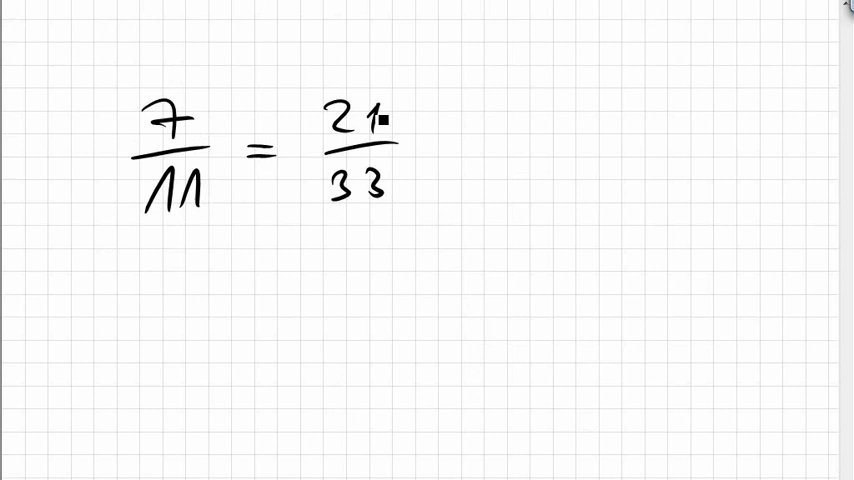 7/11 = 21/33